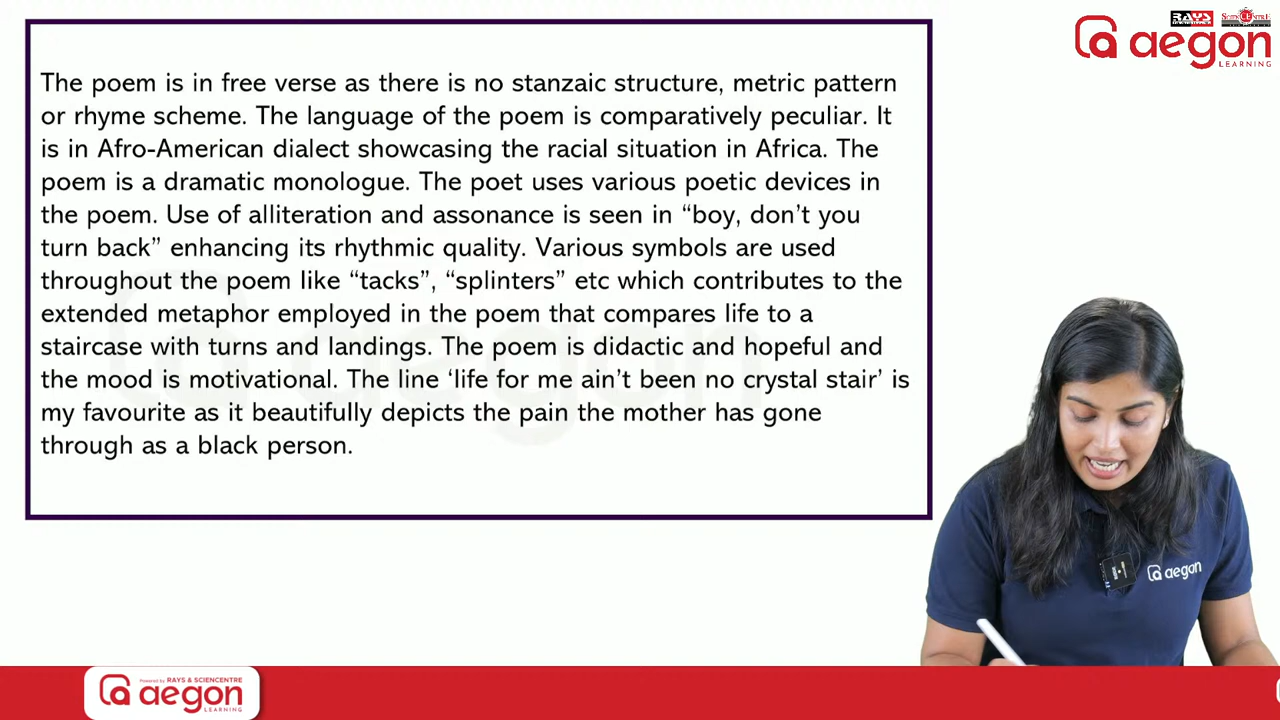 RAYS
SCIENCENTRE
aegon
LEARNING
The poem is in free verse as there is no stanzaic structure, metric pattern
or rhyme scheme. The language of the poem is comparatively peculiar. It
is in Afro-American dialect showcasing the racial situation in Africa. The
poem is a dramatic monologue. The poet uses various poetic devices in
the poem. Use of alliteration and assonance is seen in “boy, don’t you
turn back” enhancing its rhythmic quality. Various symbols are used
throughout the poem like “tacks”, “splinters” etc which contributes to the
extended metaphor employed in the poem that compares life to a
staircase with turns and landings. The poem is didactic and hopeful and
the mood is motivational. The line ‘life for me ain’t been no crystal stair’ is
my favourite as it beautifully depicts the pain the mother has gone
through as a black person.
aegon
Powered by RAYS & SCIENCENTRE
aegon
LEARNING